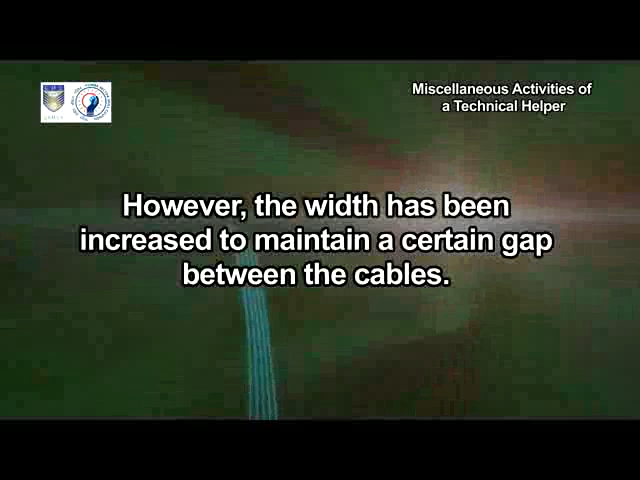 Miscellaneous Activities of
a Technical Helper
However, the width has been
increased to maintain a certain gap
between the cables.